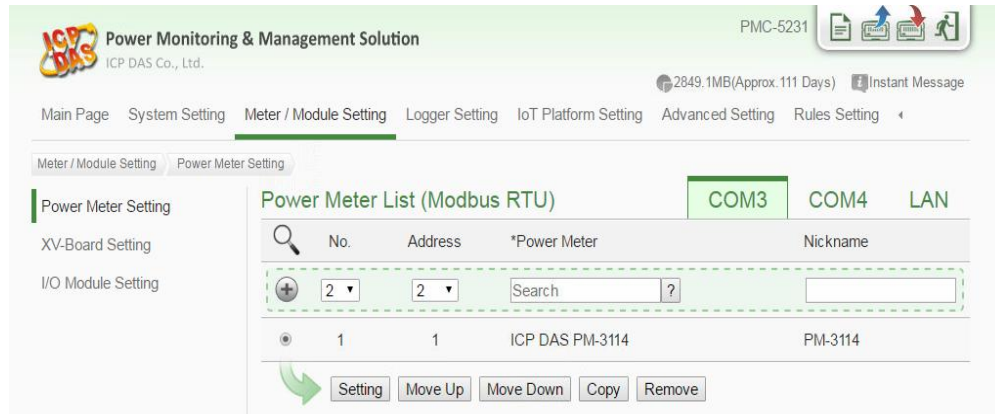 PMC-5231
ICP DAS
Power Monitoring & Management Solution
ICP DAS Co., Ltd.
2849.1MB(Approx.111 Days) Instant Message
Main Page System Setting Meter / Module Setting Logger Setting IoT Platform Setting Advanced Setting Rules Setting
Meter / Module Setting Power Meter Setting
Power Meter Setting
XV-Board Setting
I/O Module Setting
Power Meter List (Modbus RTU) COM3 COM4 LAN
No. Address *Power Meter Nickname
2 2 Search ?
1 1 ICP DAS PM-3114 PM-3114
Setting Move Up Move Down Copy Remove